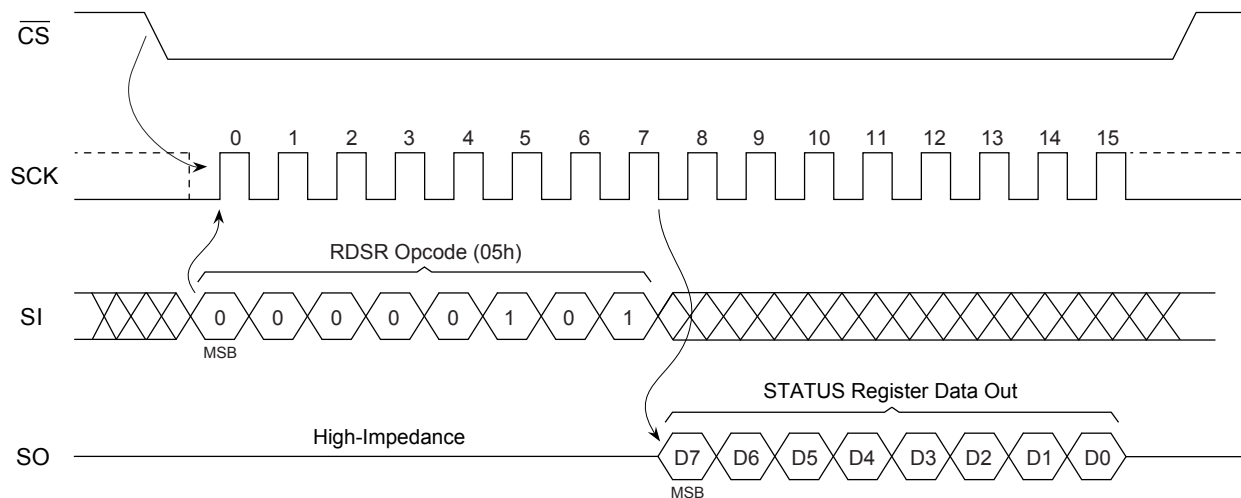 CS
0 1 2 3 4 5 6 7 8 9 10 11 12 13 14 15
SCK
RDSR Opcode (05h)
SI
0 0 0 0 0 1 0 1
MSB
STATUS Register Data Out
High-Impedance
SO
D7 D6 D5 D4 D3 D2 D1 D0
MSB